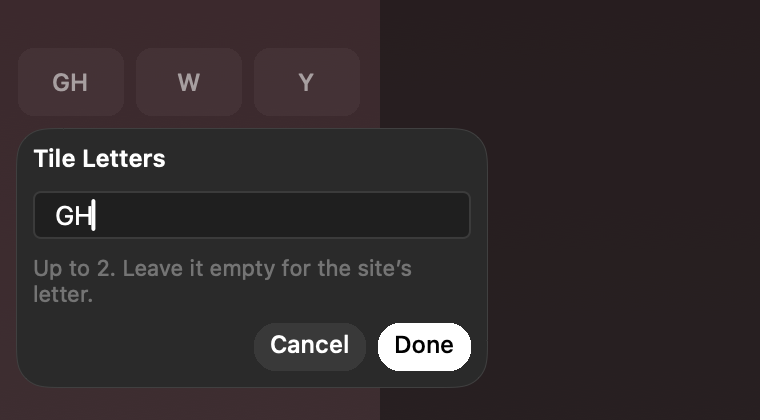 GH W Y
Tile Letters
GH
Up to 2. Leave it empty for the site’s
letter.
Cancel Done